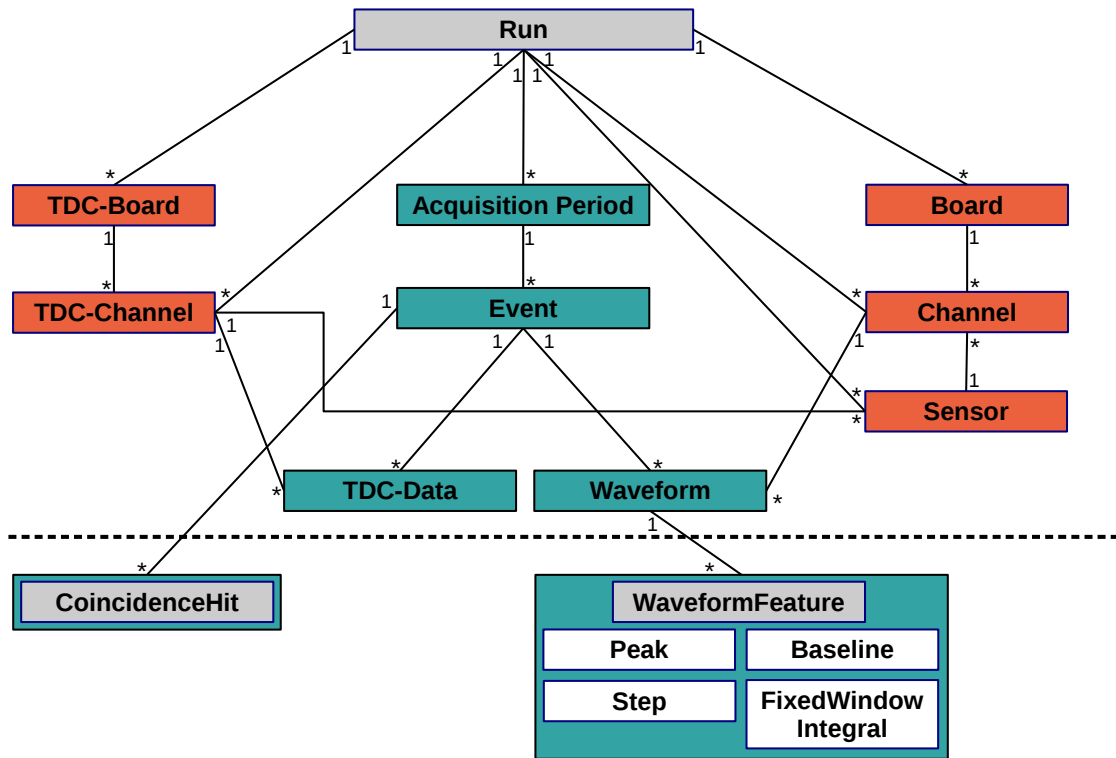 Run
1
1
1
1
1 1
*
*
*
TDC-Board
Acquisition Period
Board
1
1
1
*
*
*
*
*
TDC-Channel
1
Event
Channel
1
1
1
1
1
*
1
*
*
Sensor
*
*
*
*
TDC-Data
Waveform
1
*
*
CoincidenceHit
WaveformFeature
Peak
Baseline
Step
FixedWindow
Integral